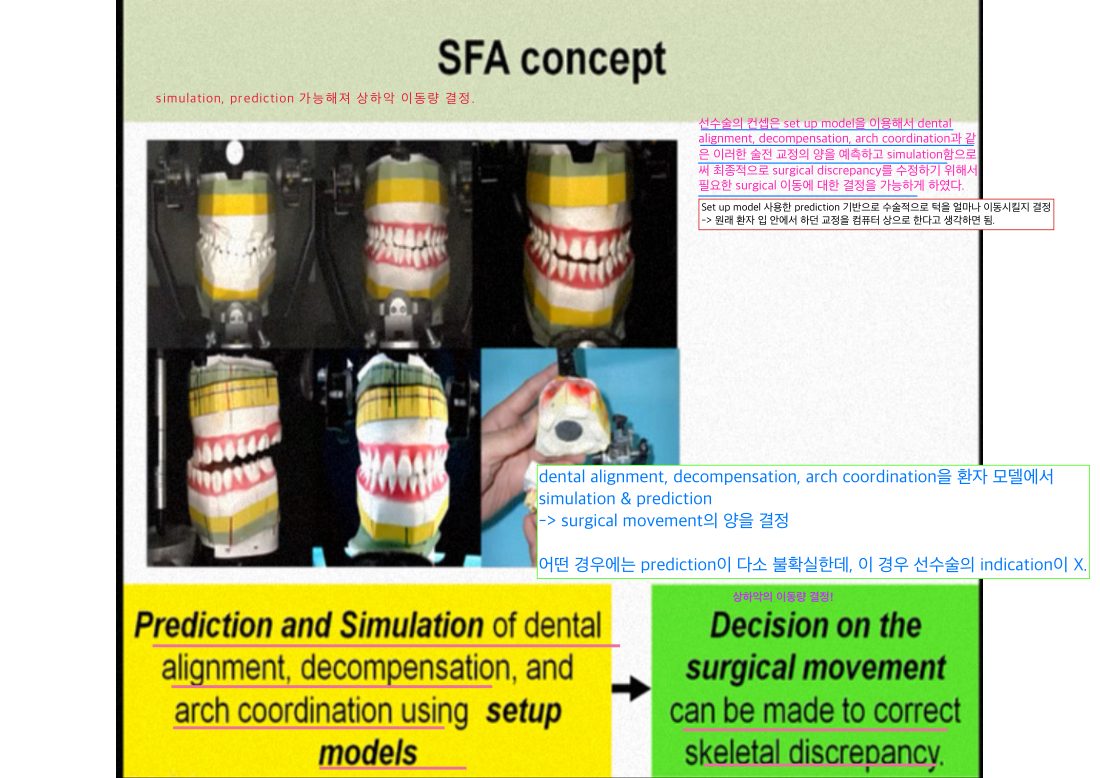 SFA concept
simulation, prediction 가능해져 상하악 이동량 결정.
선수술의 컨셉은 set up model을 이용해서 dental
alignment, decompensation, arch coordination과 같
은 이러한 술전 교정의 양을 예측하고 simulation함으로
써 최종적으로 surgical discrepancy를 수정하기 위해서
필요한 surgical 이동에 대한 결정을 가능하게 하였다.
Set up model 사용한 prediction 기반으로 수술적으로 턱을 얼마나 이동시킬지 결정
-> 원래 환자 입 안에서 하던 교정을 컴퓨터 상으로 한다고 생각하면 됨.
dental alignment, decompensation, arch coordination을 환자 모델에서
simulation & prediction
-> surgical movement의 양을 결정
어떤 경우에는 prediction이 다소 불확실한데, 이 경우 선수술의 indication이 X.
Prediction and Simulation of dental
alignment, decompensation, and
arch coordination using setup
models
상하악의 이동량 결정!
Decision on the
surgical movement
can be made to correct
skeletal discrepancy.